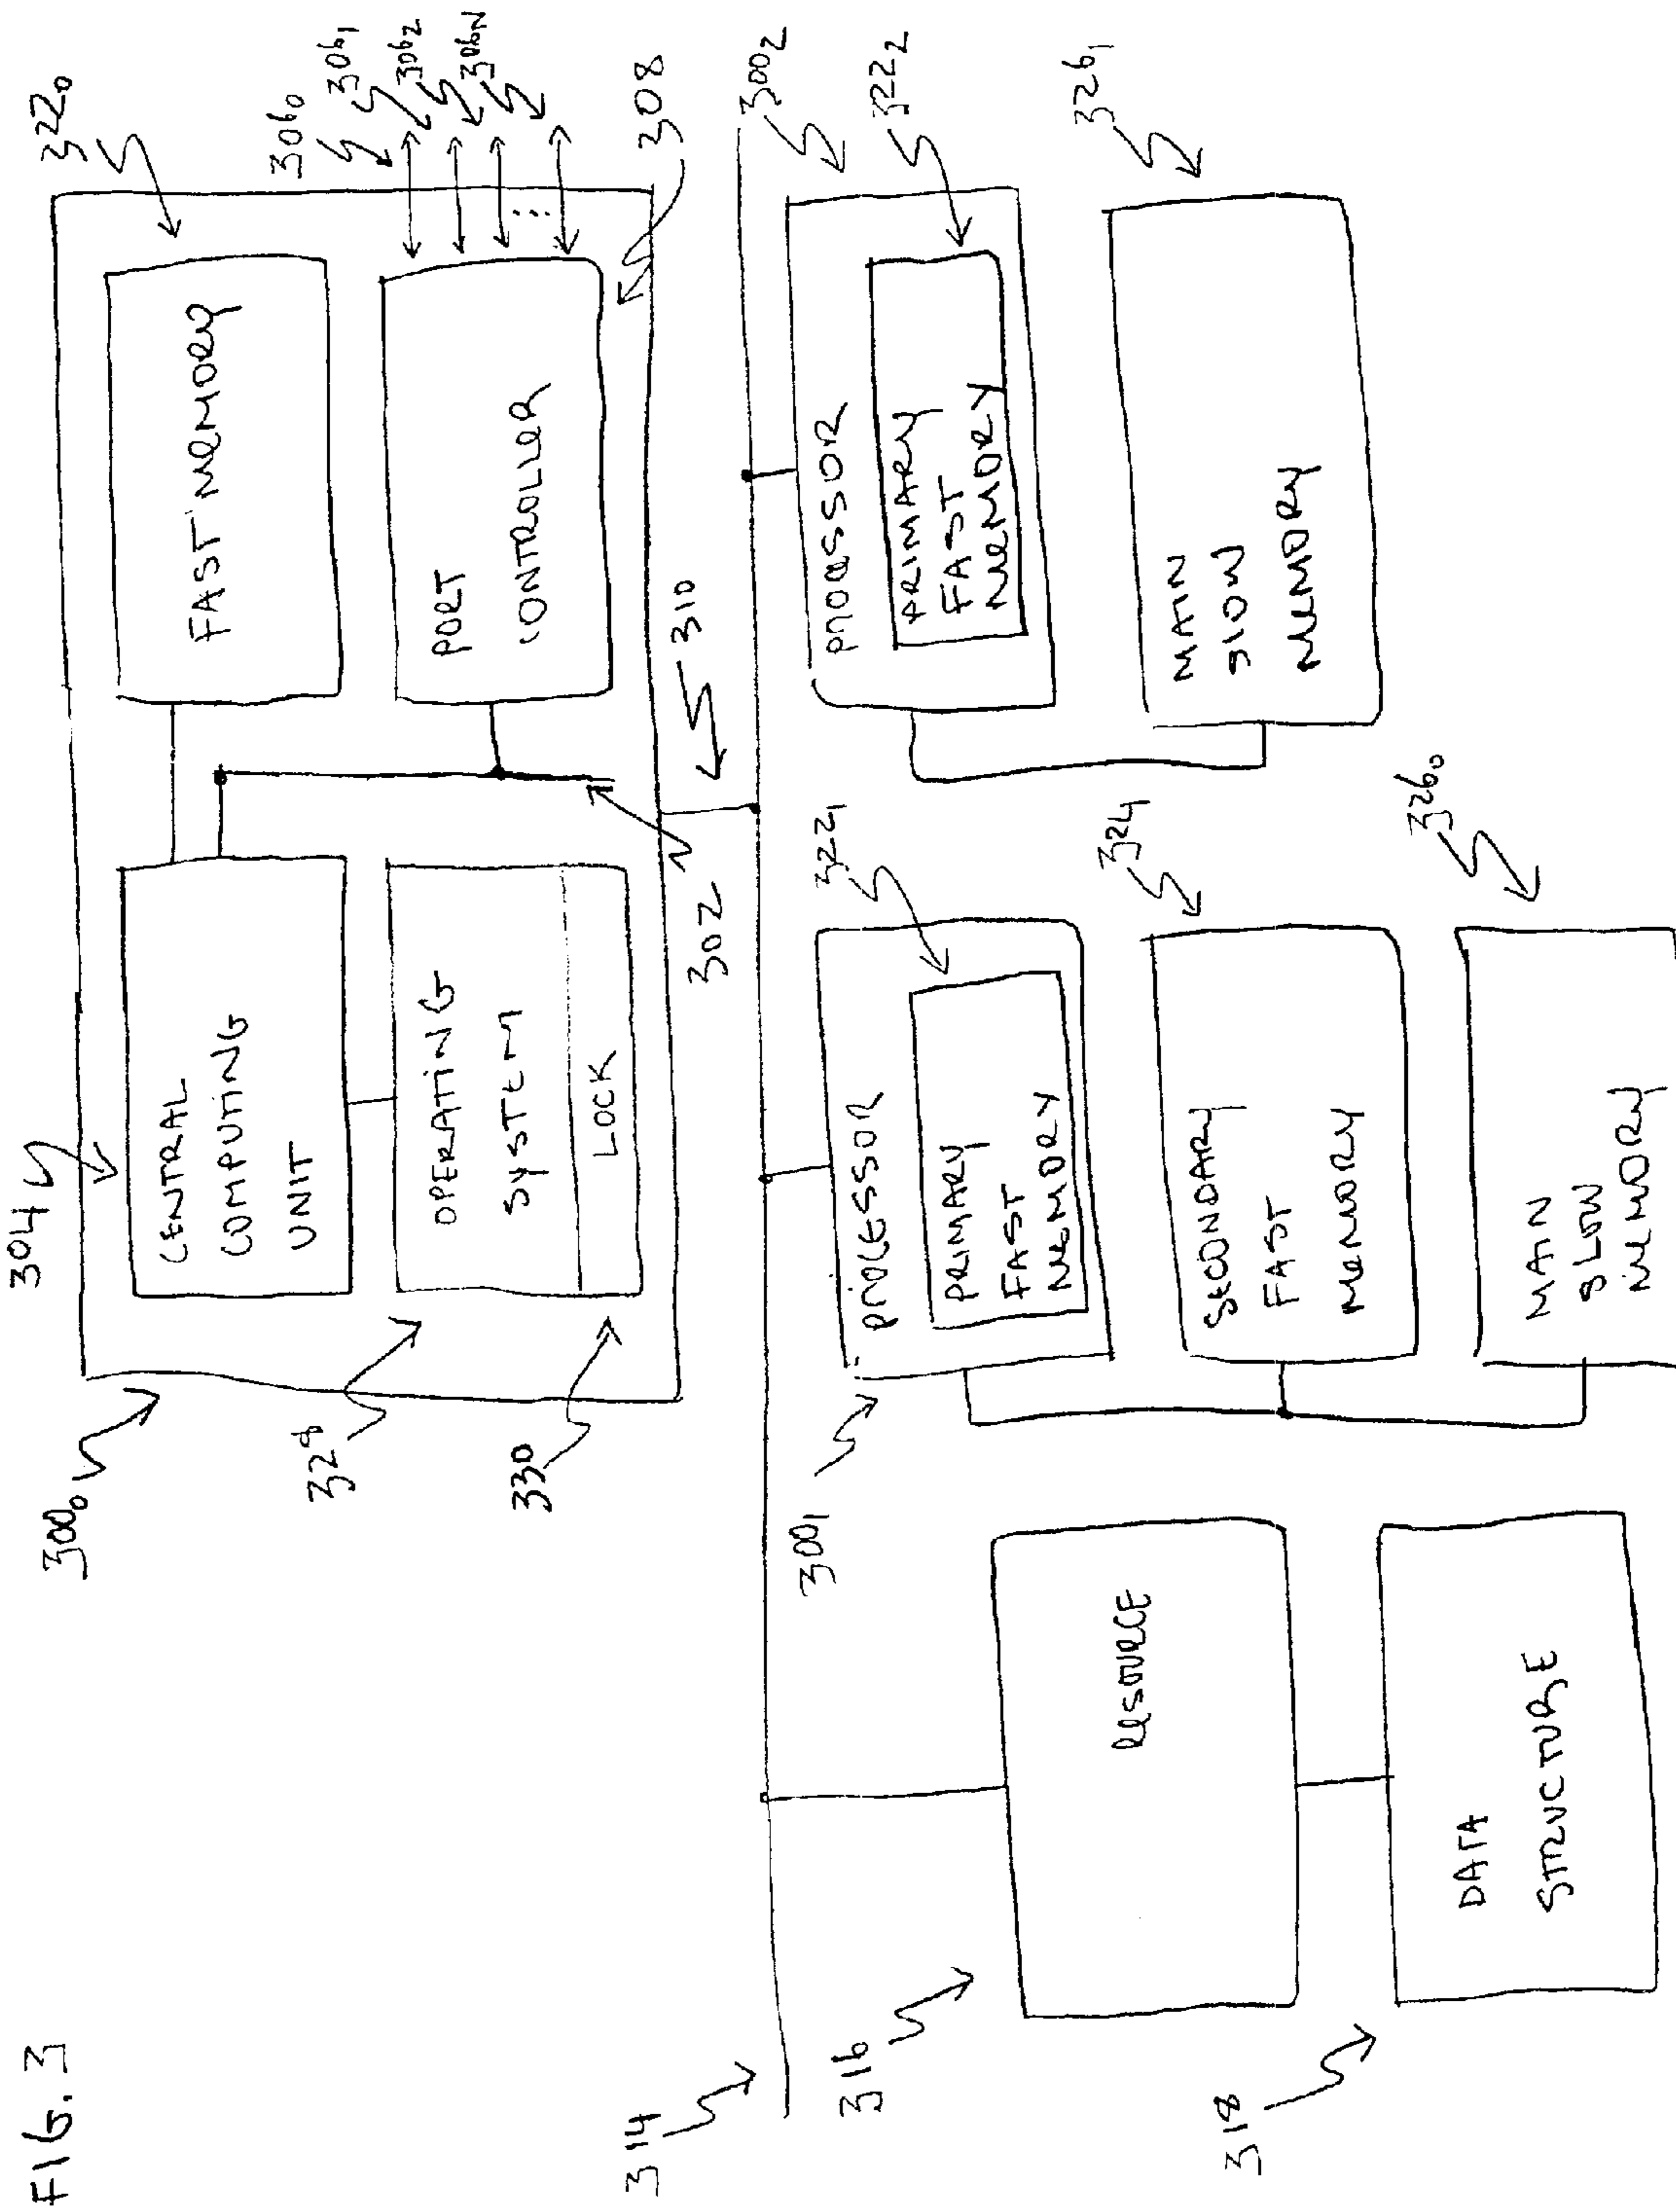 FIG. 3
300₀
304
322₀
CENTRAL
COMPUTING
UNIT
FAST MEMORY
306₀
306₁
306₂
306N
328
OPERATING
SYSTEM
PORT
CONTROLLER
330
LOCK
308
302
310
314
300₂
316
RESOURCE
300₁
PROCESSOR
322₁
PRIMARY
FAST
MEMORY
PROCESSOR
322₂
PRIMARY
FAST
MEMORY
318
DATA
STRUCTURE
SECONDARY
FAST
MEMORY
324₁
MAIN
SLOW
MEMORY
326₁
MAIN
SLOW
MEMORY
326₀